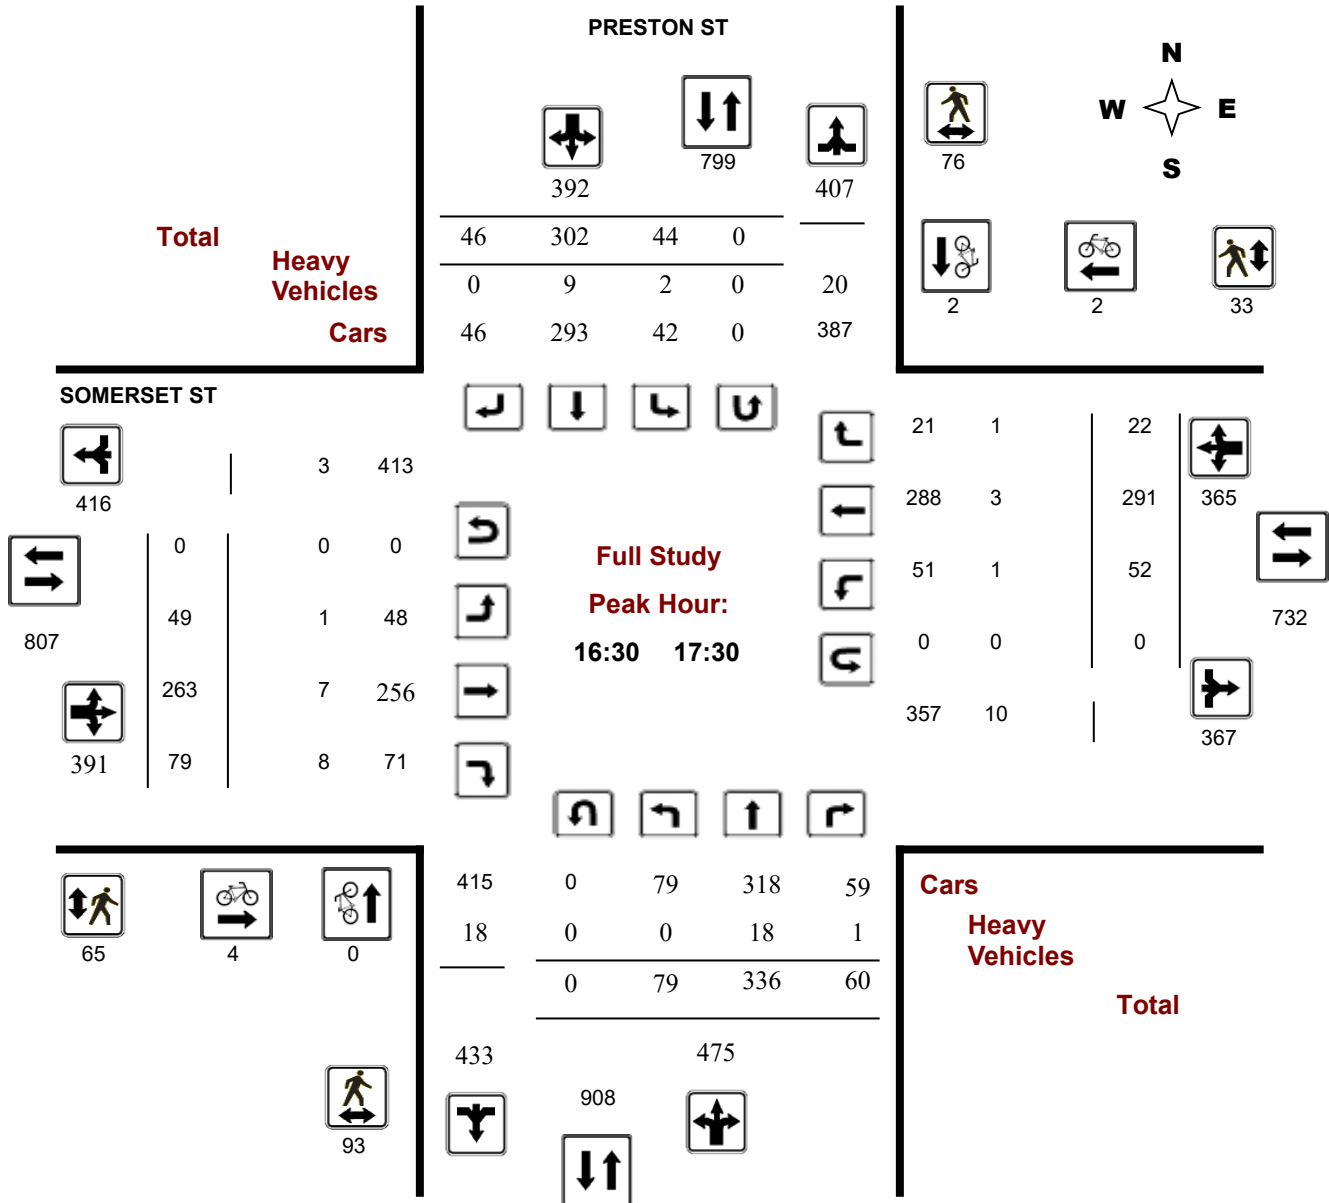 PRESTON ST
N
W E
S
799
76
392
407
Total
46 302 44 0
Heavy
Vehicles
0 9 2 0 20
2 2 33
Cars
46 293 42 0 387
SOMERSET ST
21 1 22
3 413
416
288 3 291 365
0 0 0
Full Study
51 1 52
Peak Hour:
49 1 48
732
807
16:30 17:30
0 0 0
263 7 256
357 10
367
391 79 8 71
415 0 79 318 59
Cars
18 0 0 18 1
Heavy
Vehicles
65 4 0
0 79 336 60
Total
433 475
908
93